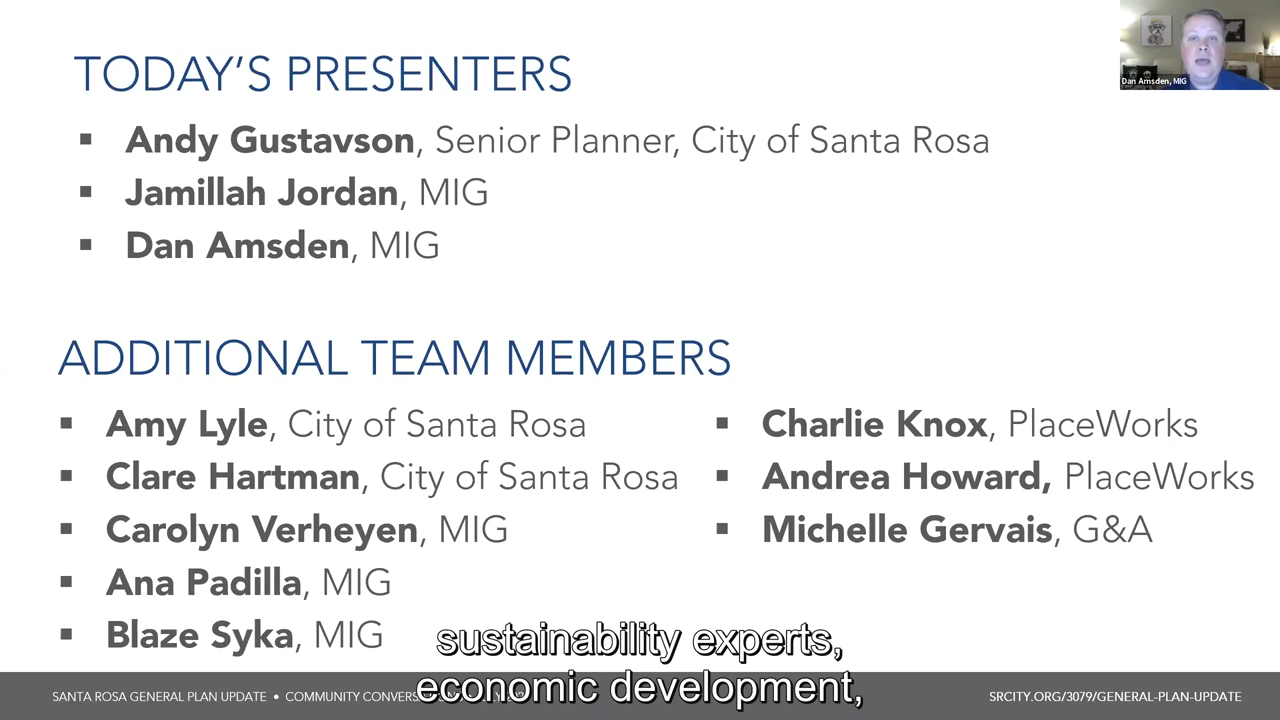 TODAY'S PRESENTERS
▪ Andy Gustavson, Senior Planner, City of Santa Rosa
▪ Jamillah Jordan, MIG
▪ Dan Amsden, MIG
Dan Amsden, MIG
ADDITIONAL TEAM MEMBERS
▪ Amy Lyle, City of Santa Rosa
▪ Clare Hartman, City of Santa Rosa
▪ Carolyn Verheyen, MIG
▪ Ana Padilla, MIG
▪ Blaze Syka, MIG
▪ Charlie Knox, PlaceWorks
▪ Andrea Howard, PlaceWorks
▪ Michelle Gervais, G&A
sustainability experts,
economic development,
SANTA ROSA GENERAL PLAN UPDATE • COMMUNITY
SRCITY.ORG/3079/GENERAL-PLAN-UPDATE